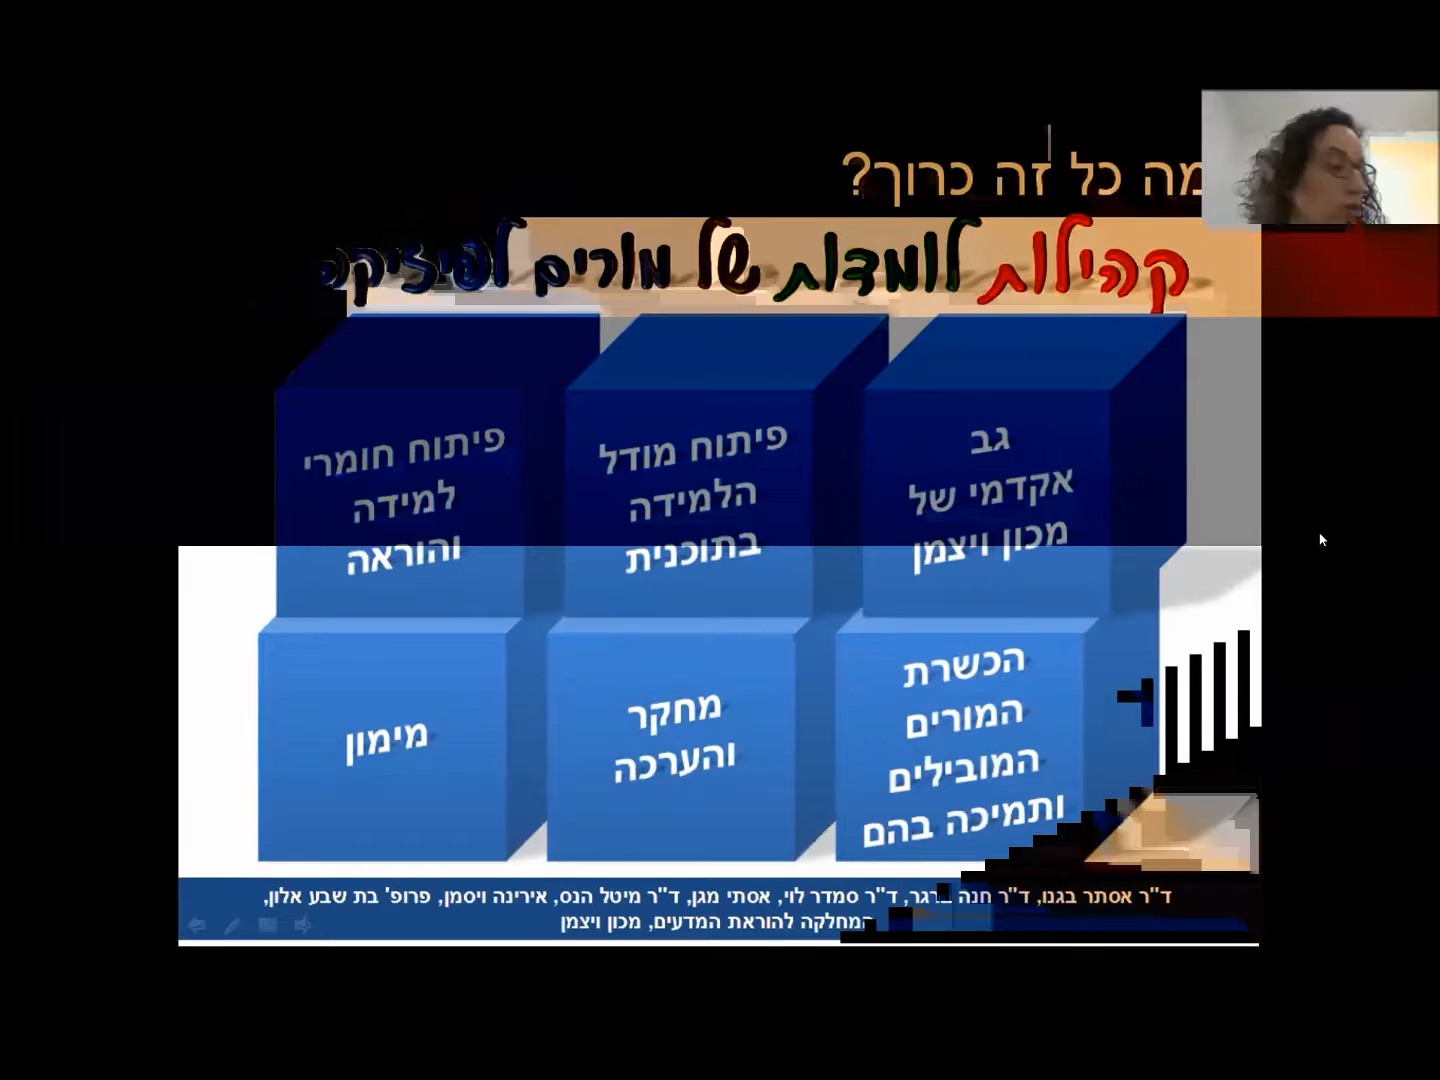 מה כל זה כרוך?
קהילות לומדות של מורים לפיזיקה
גב
אקדמי של
מכון ויצמן
פיתוח מודל
הלמידה
בתוכנית
פיתוח חומרי
למידה
והוראה
הכשרת
המורים
המובילים
ותמיכה בהם
מחקר
והערכה
מימון
ד"ר אסתר בגנו, ד"ר חנה ברגר, ד"ר סמדר לוי, אסתי מגן, ד"ר מיטל הנס, אירינה ויסמן, פרופ' בת שבע אלון,
המחלקה להוראת המדעים, מכון ויצמן